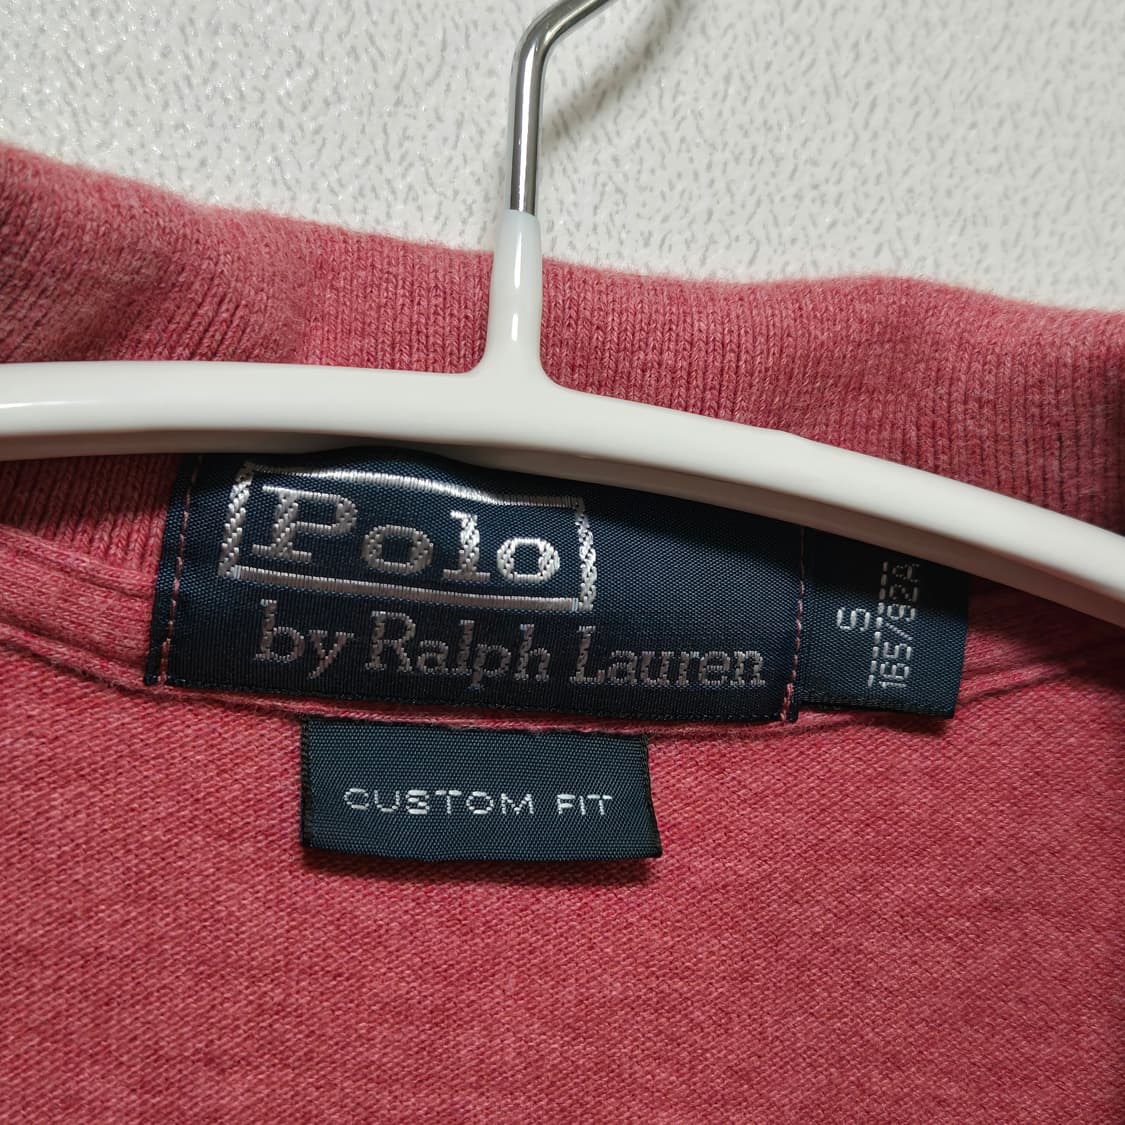 Polo
by Ralph Lauren
S
165/92A
CUSTOM FIT